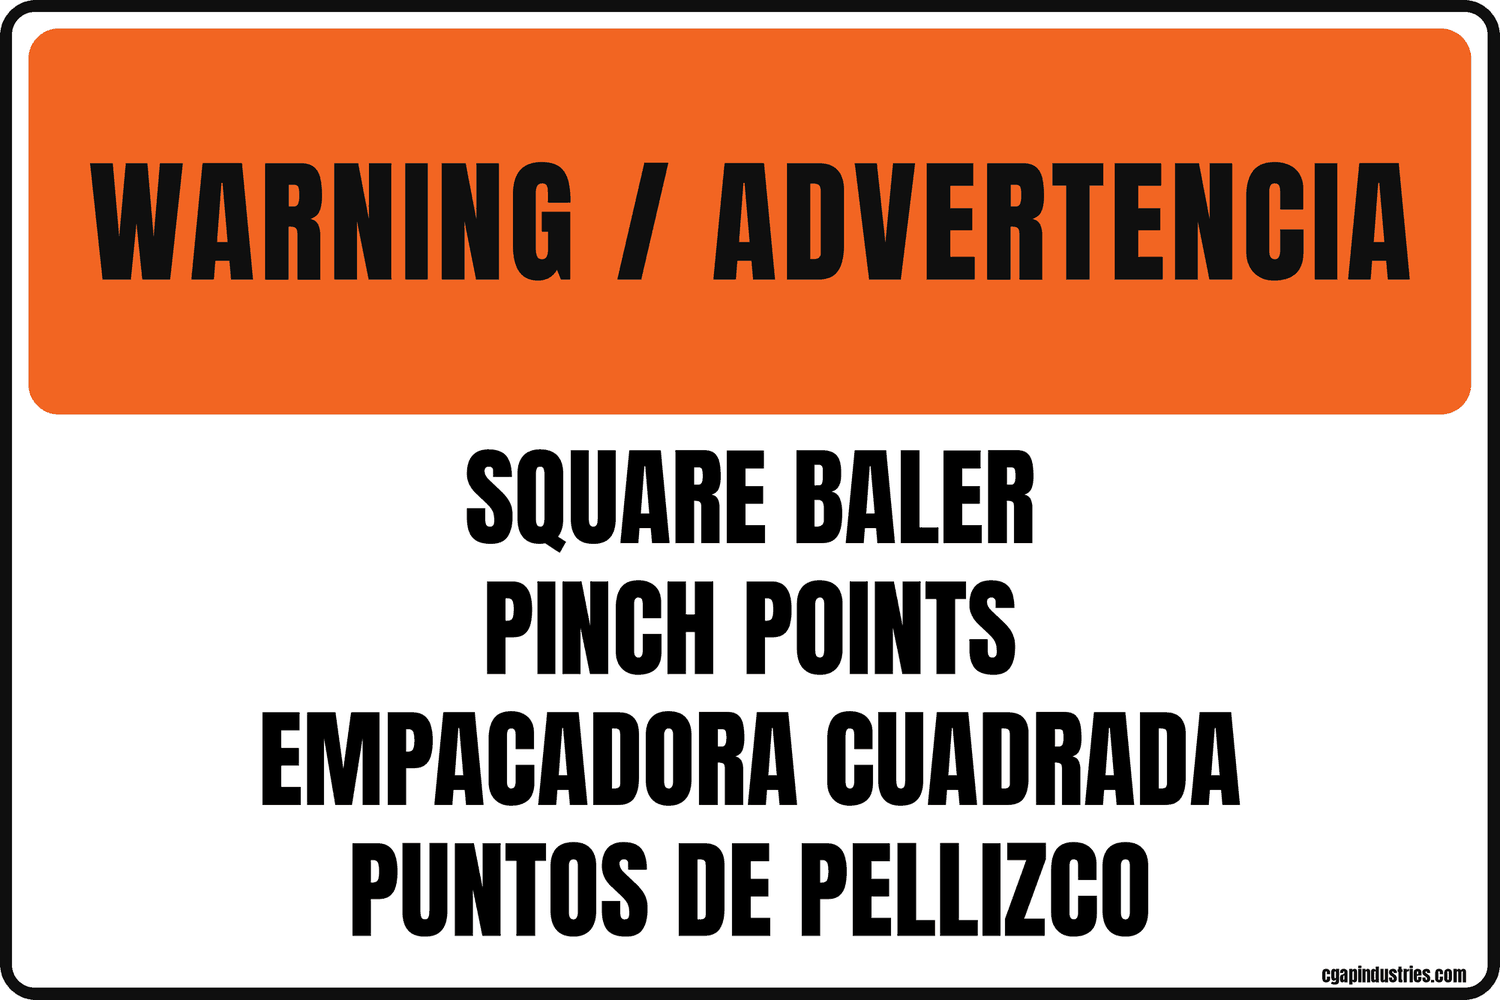 WARNING / ADVERTENCIA
SQUARE BALER
PINCH POINTS
EMPACADORA CUADRADA
PUNTOS DE PELLIZCO
cgapindustries.com